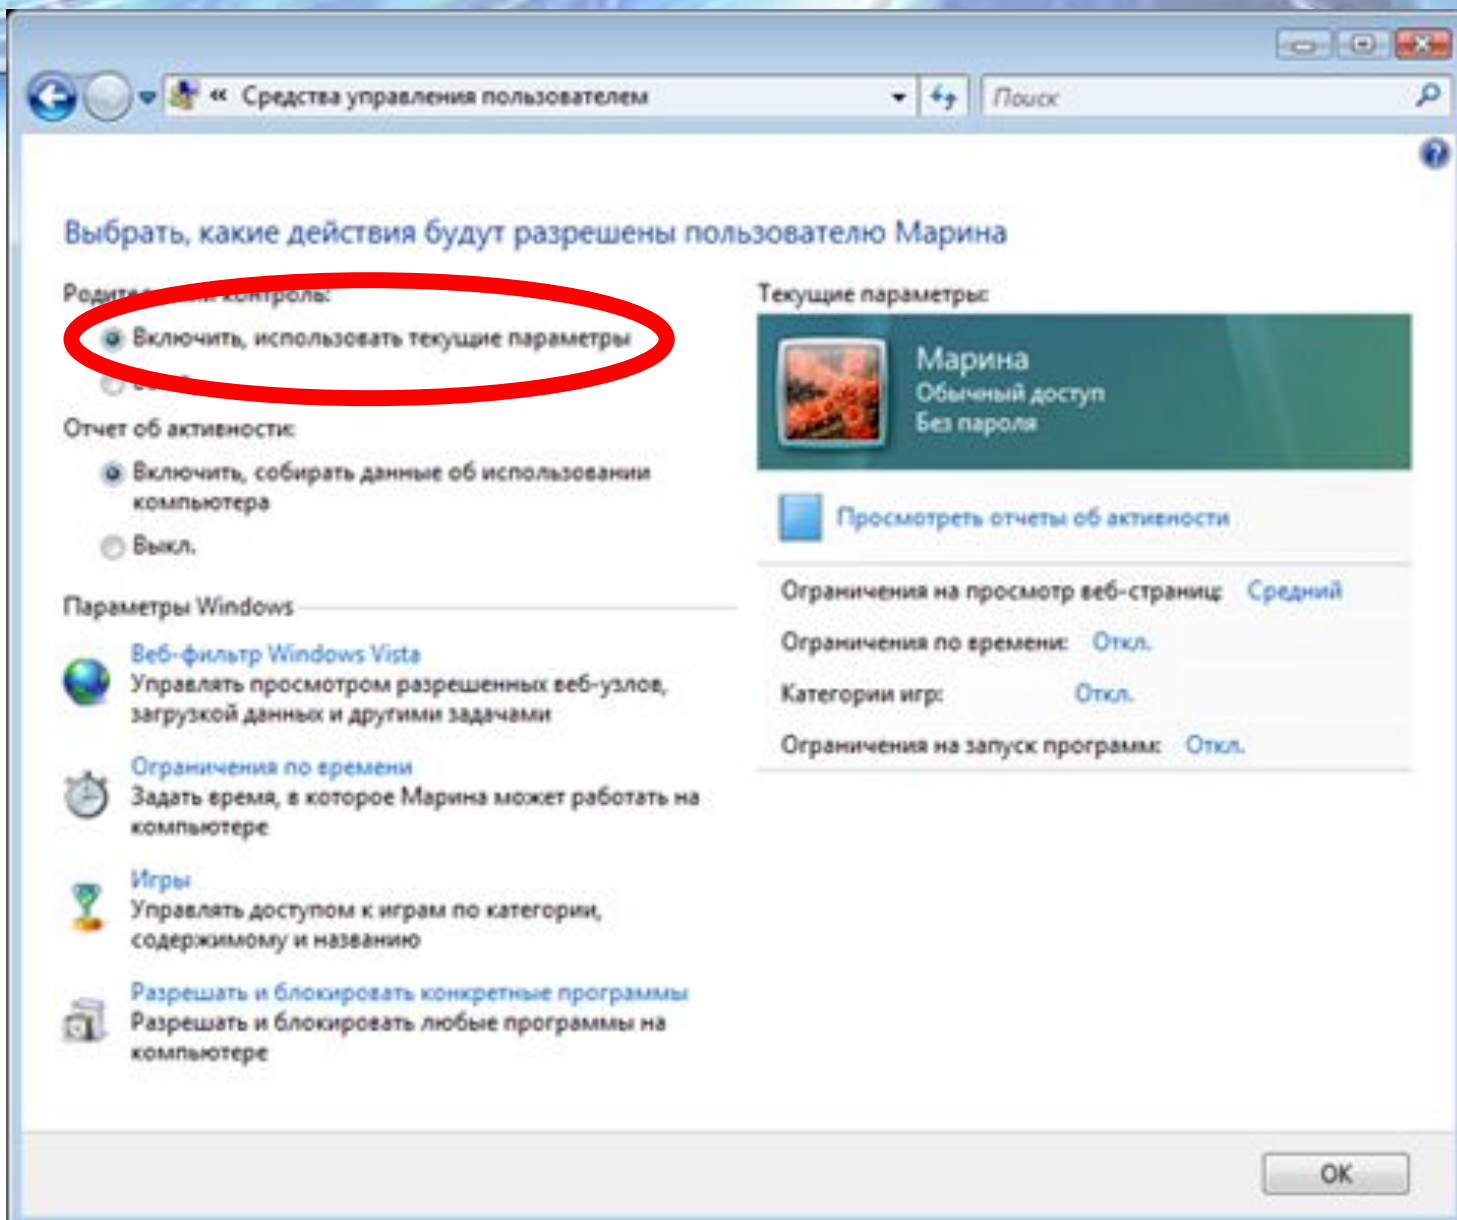 « Средства управления пользователем
Поиск
Выбрать, какие действия будут разрешены пользователю Марина
контроль:
Включить, использовать текущие параметры
Отчет об активности:
Включить, собирать данные об использовании
компьютера
Выкл.
Параметры Windows
Веб-фильтр Windows Vista
Управлять просмотром разрешенных веб-узлов,
загрузкой данных и другими задачами
Ограничения по времени
Задать время, в которое Марина может работать на
компьютере
Игры
Управлять доступом к играм по категории,
содержимому и названию
Разрешать и блокировать конкретные программы
Разрешать и блокировать любые программы на
компьютере
Текущие параметры:
Марина
Обычный доступ
Без пароля
Просмотреть отчеты об активности
Ограничения на просмотр веб-страниц: Средний
Ограничения по времени: Откл.
Категории игр: Откл.
Ограничения на запуск программ: Откл.
OK